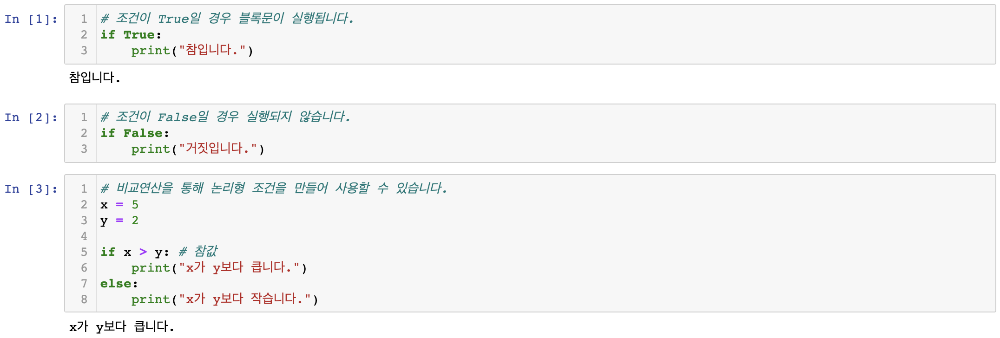 In [1]:
1 # 조건이 True일 경우 블록문이 실행됩니다.
2 if True:
3     print("참입니다.")
참입니다.
In [2]:
1 # 조건이 False일 경우 실행되지 않습니다.
2 if False:
3     print("거짓입니다.")
In [3]:
1 # 비교연산을 통해 논리형 조건을 만들어 사용할 수 있습니다.
2 x = 5
3 y = 2
4
5 if x > y: # 참값
6     print("x가 y보다 큽니다.")
7 else:
8     print("x가 y보다 작습니다.")
x가 y보다 큽니다.